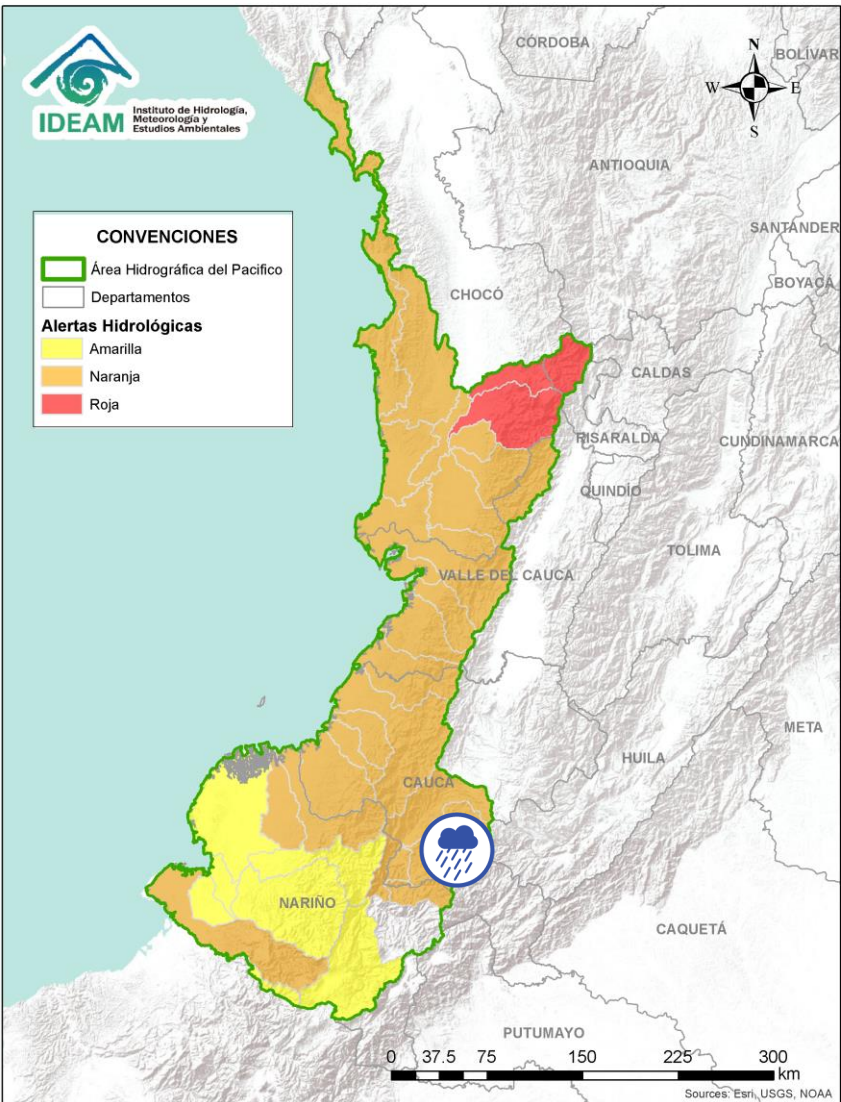 IDEAM
Instituto de Hidrología,
Meteorología y
Estudios Ambientales
N
W
E
S
CÓRDOBA
BOLIVAR
ANTIOQUIA
SANTANDER
BOYACÁ
CHOCÓ
CALDAS
RISARALDA
CUNDINAMARCA
QUINDÍO
TOLIMA
VALLE DEL CAUCA
META
HUILA
CAUCA
NARIÑO
CAQUETÁ
PUTUMAYO
CONVENCIONES
Área Hidrográfica del Pacifico
Departamentos
Alertas Hidrológicas
Amarilla
Naranja
Roja
0 37.5 75 150 225 300
km
Sources: Esri, USGS, NOAA